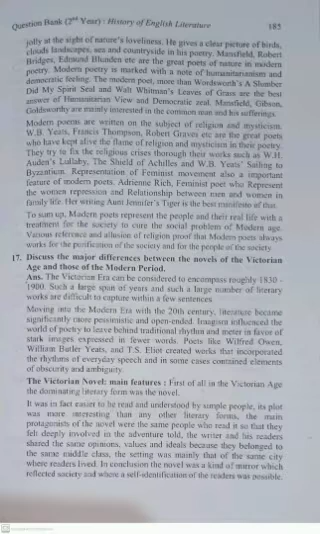 Question Bank (2nd Year) : History of English Literature 185
jolly at the sight of nature's loveliness. He gives a clear picture of birds,
clouds landscapes, sea and countryside in his poetry. Mansfield, Robert
Bridges, Edmund Blunden etc are the great poets of nature in modern
poetry. Modern poetry is marked with a note of humanitarianism and
democratic feeling. The modern poet, more than Wordsworth's A Slumber
Did My Spirit Seal and Walt Whitman's Leaves of Grass are the best
answer of Humanitarian View and Democratic zeal. Mansfield, Gibson,
Goldsworthy are mainly interested in the common man and his sufferings.
Modern poems are written on the subject of religion and mysticism.
W.B. Yeats, Francis Thompson, Robert Graves etc are the great poets
who have kept alive the flame of religion and mysticism in their poetry.
They try to fix the religious crises thorough their works such as W.H.
Auden's Lullaby, The Shield of Achilles and W.B. Yeats' Sailing to
Byzantium. Representation of Feminist movement also a important
feature of modern poets. Adrienne Rich, Feminist poet who Represent
the women repression and Relationship between men and women in
family life. Her writing Aunt Jennifer's Tiger is the best manifesto of that.
To sum up, Modern poets represent the people and their real life with a
treatment for the society to cure the social problem of Modern age.
Various reference and allusion of religion proof that Modern poets always
works for the purification of the society and for the people of the society.
17. Discuss the major differences between the novels of the Victorian
Age and those of the Modern Period.
Ans. The Victorian Era can be considered to encompass roughly 1830 -
1900. Such a large span of years and such a large number of literary
works are difficult to capture within a few sentences.
Moving into the Modern Era with the 20th century, literature became
significantly more pessimistic and open-ended. Imagism influenced the
world of poetry to leave behind traditional rhythm and meter in favor of
stark images expressed in fewer words. Poets like Wilfred Owen,
William Butler Yeats, and T.S. Eliot created works that incorporated
the rhythms of everyday speech and in some cases contained elements
of obscurity and ambiguity.
The Victorian Novel: main features : First of all in the Victorian Age
the dominating literary form was the novel.
It was in fact easier to be read and understood by simple people, its plot
was more interesting than any other literary forms, the main
protagonists of the novel were the same people who read it so that they
felt deeply involved in the adventure told, the writer and his readers
shared the same opinions, values and ideals because they belonged to
the same middle class, the setting was mainly that of the same city
where readers lived. In conclusion the novel was a kind of mirror which
reflected society and where a self-identification of the readers was possible.